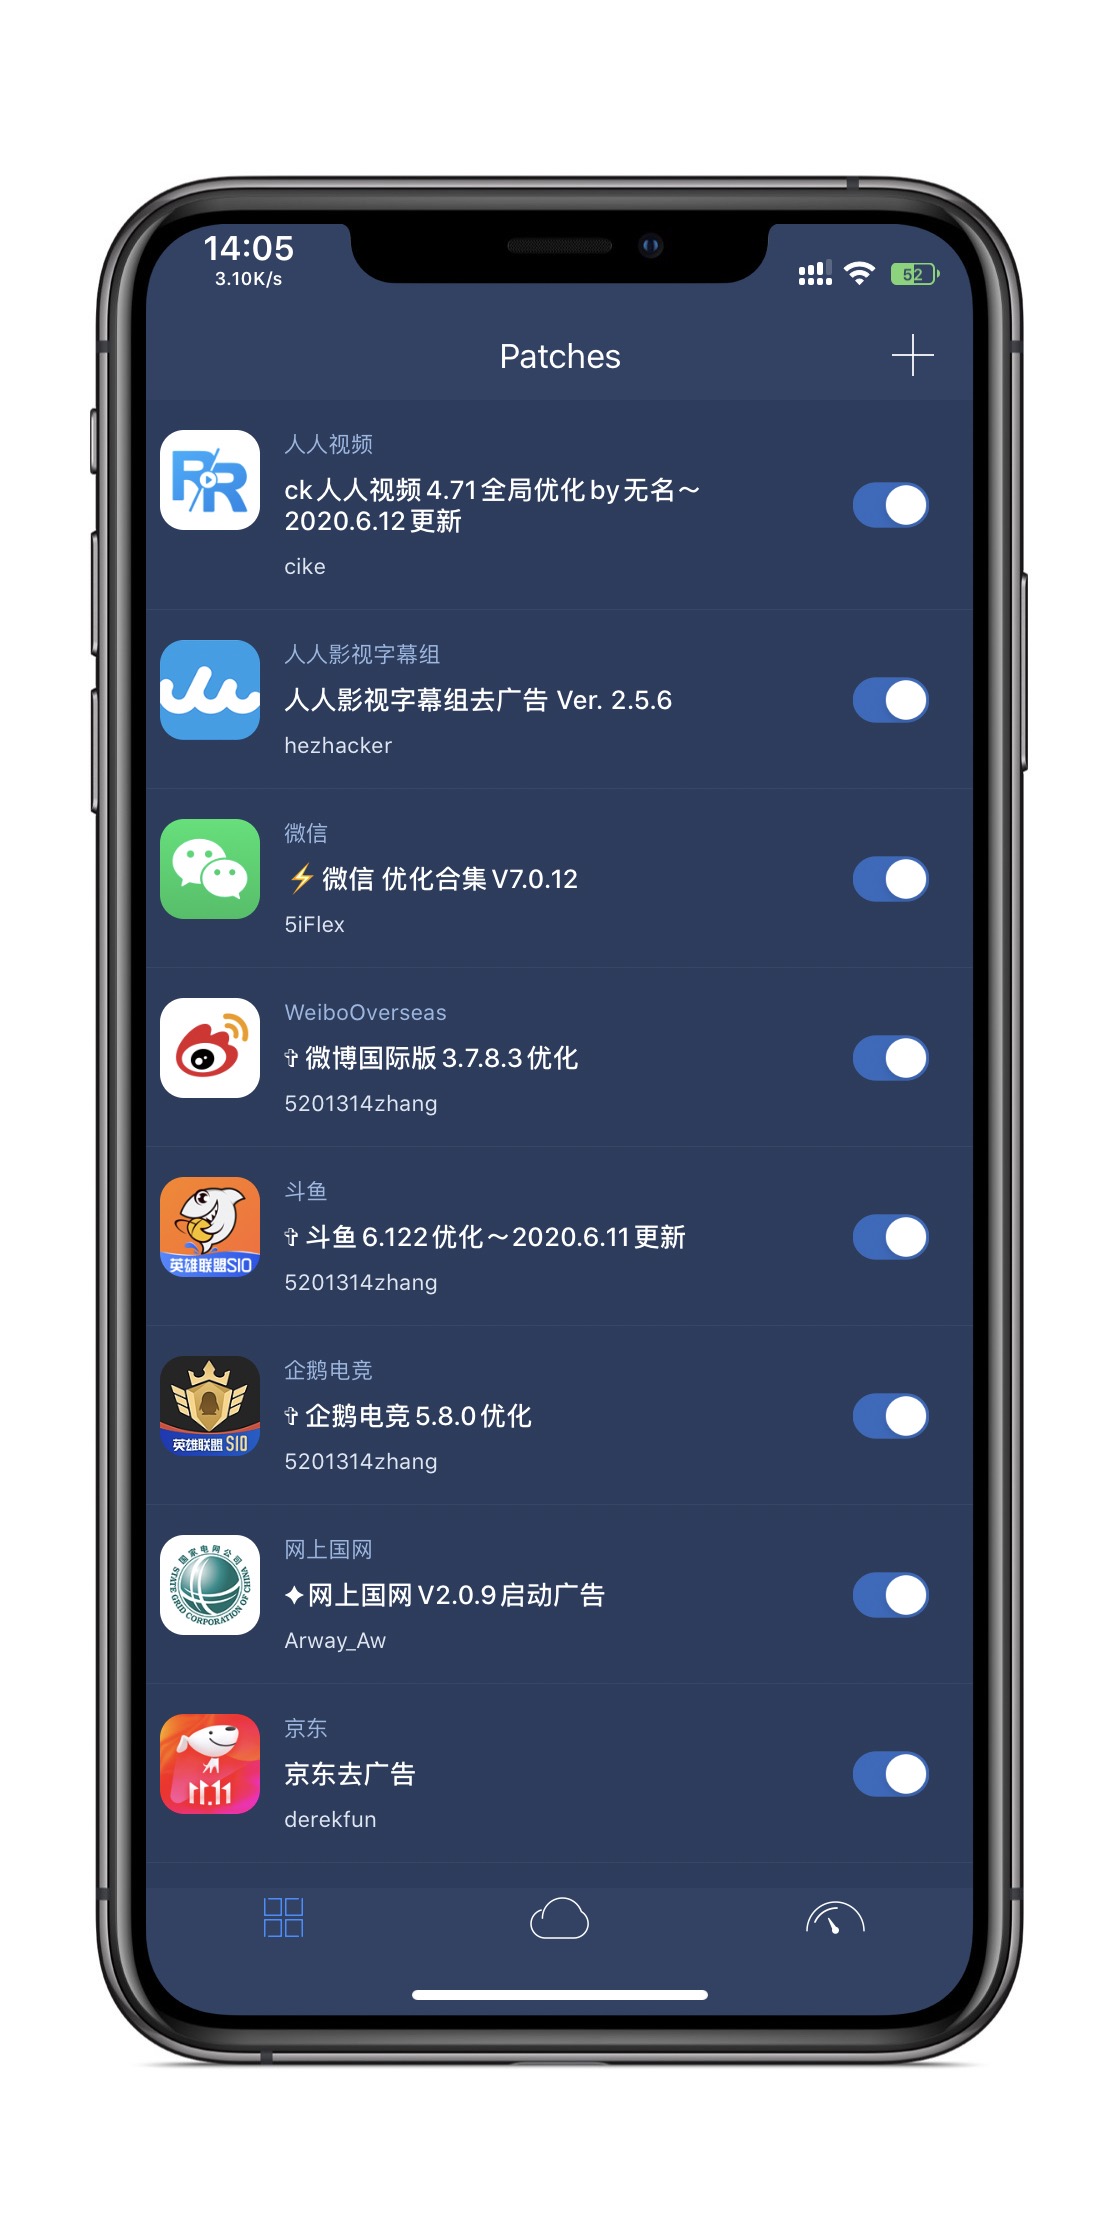 14:05
3.10K/s
52
Patches
人人视频
ck人人视频4.71全局优化by无名～
2020.6.12更新
cike
人人影视字幕组
人人影视字幕组去广告 Ver. 2.5.6
hezhacker
微信
⚡微信 优化合集V7.0.12
5iFlex
WeiboOverseas
✞微博国际版3.7.8.3优化
5201314zhang
斗鱼
✞斗鱼6.122优化～2020.6.11更新
英雄联盟S10
5201314zhang
企鹅电竞
✞企鹅电竞5.8.0优化
英雄联盟 S10
5201314zhang
网上国网
国家电网公司
STATE GRID CORPORATION OF CHINA
✦网上国网V2.0.9启动广告
Arway_Aw
京东
京东去广告
11.11
derekfun